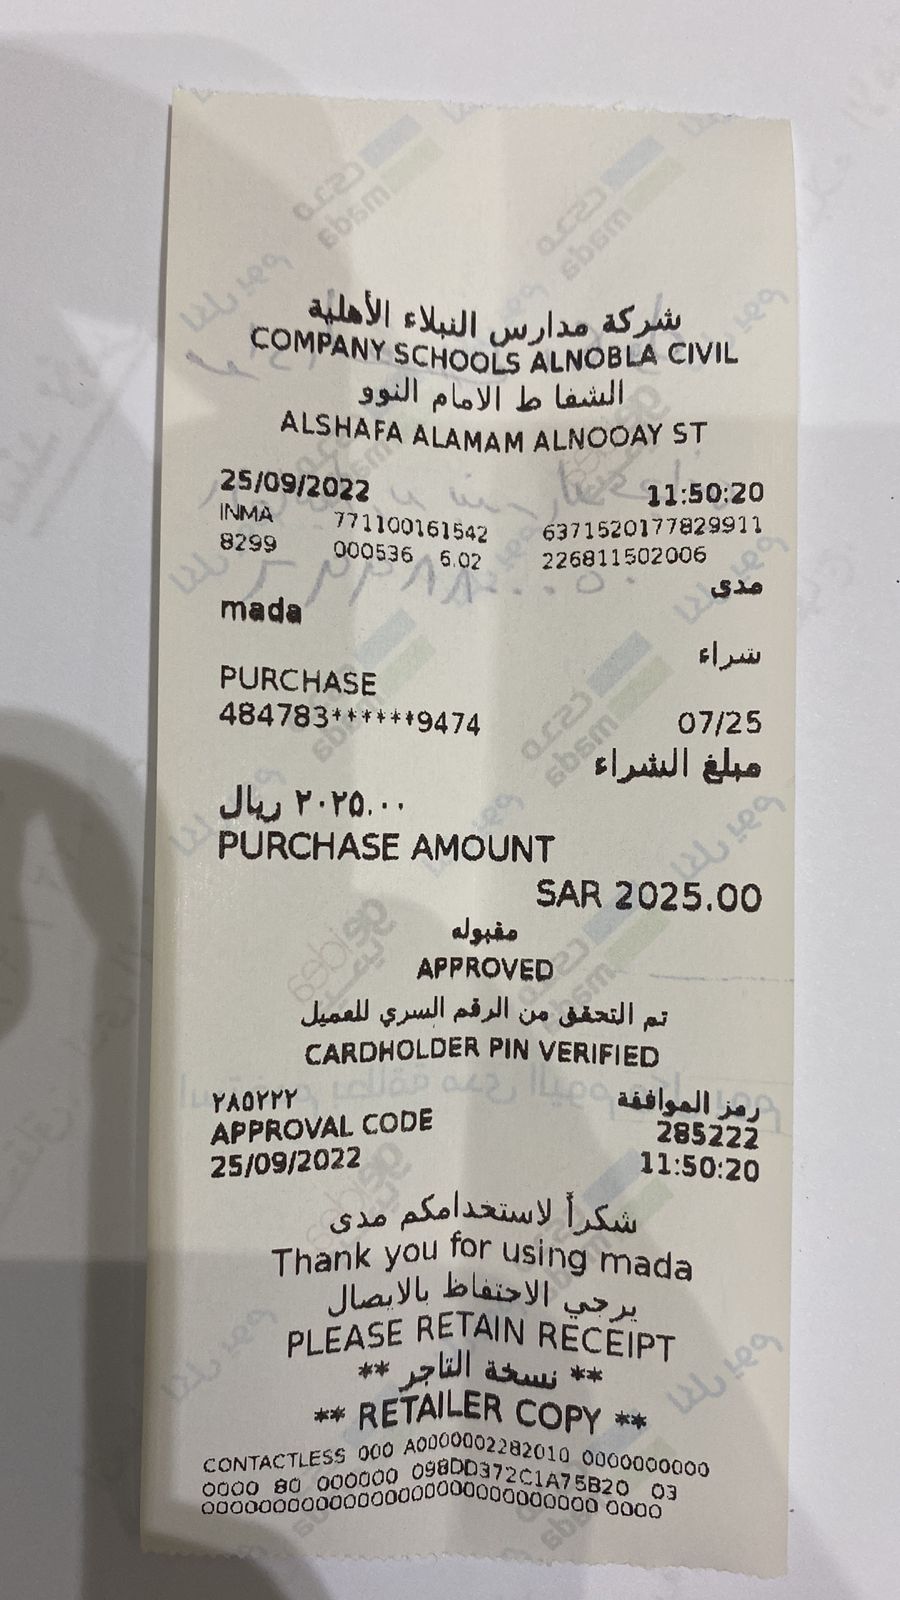 شركة مدارس النبلاء الأهلية
COMPANY SCHOOLS ALNOBLA CIVIL
الشفا ط الامام النوو
ALSHAFA ALAMAM ALNOOAY ST
25/09/2022 11:50:20
INMA 771100161542 6371520177829911
8299 000536 6.02 226811502006
مدى
mada
شراء
PURCHASE
484783******9474 07/25
مبلغ الشراء
٢٠٢٥.٠٠ ريال
PURCHASE AMOUNT
SAR 2025.00
مقبوله
APPROVED
تم التحقق من الرقم السري للعميل
CARDHOLDER PIN VERIFIED
رمز الموافقة ٢٨٥٢٢٢
APPROVAL CODE 285222
25/09/2022 11:50:20
شكراً لاستخدامكم مدى
Thank you for using mada
يرجي الاحتفاظ بالايصال
PLEASE RETAIN RECEIPT
** نسخة التاجر **
** RETAILER COPY **
CONTACTLESS 000 A0000002282010 0000000000
0000 80 000000 098DD372C1A75B20 03